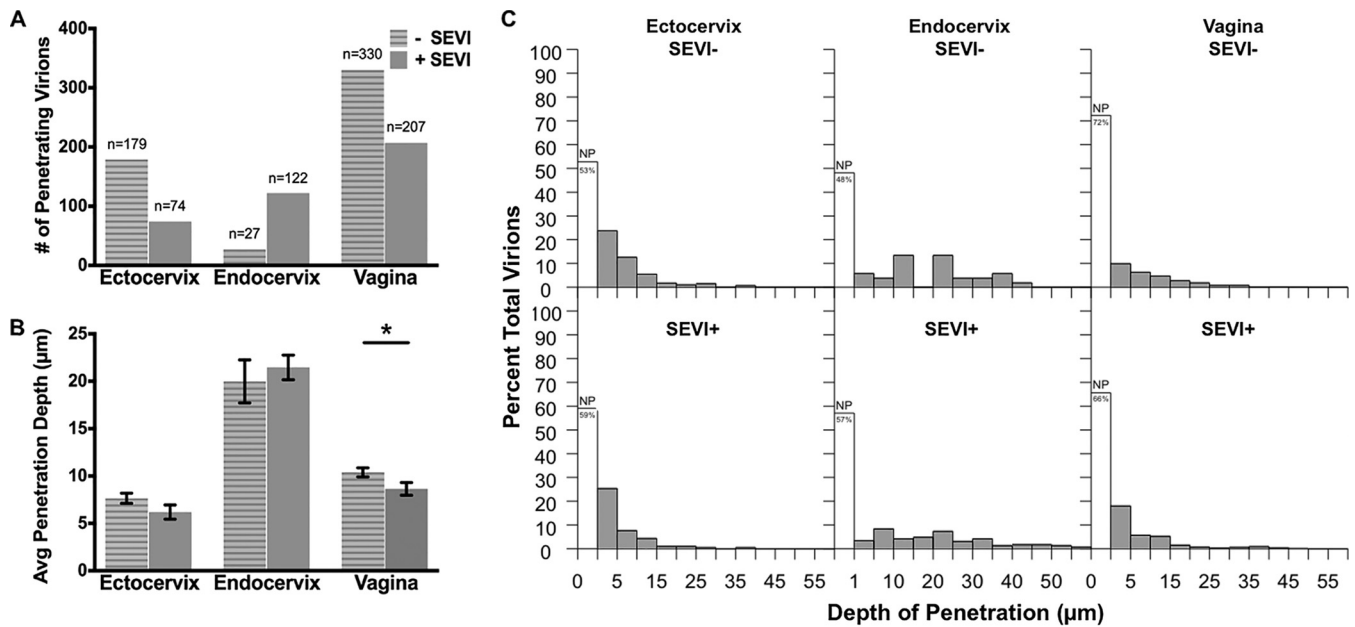 A
# of Penetrating Virions
400
300
200
100
0
- SEVI
+ SEVI
n=179
n=74
n=27
n=122
n=330
n=207
Ectocervix Endocervix Vagina
B
Avg Penetration Depth (µm)
25
20
15
10
5
0
*
Ectocervix Endocervix Vagina
C
Percent Total Virions
Ectocervix
SEVI-
Endocervix
SEVI-
Vagina
SEVI-
100
90
80
70
60
50
40
30
20
10
0
NP
53%
NP
48%
NP
72%
SEVI+
SEVI+
SEVI+
100
90
80
70
60
50
40
30
20
10
0
NP
59%
NP
57%
NP
66%
0 5 15 25 35 45 55
1 10 20 30 40 50
0 5 15 25 35 45 55
Depth of Penetration (µm)